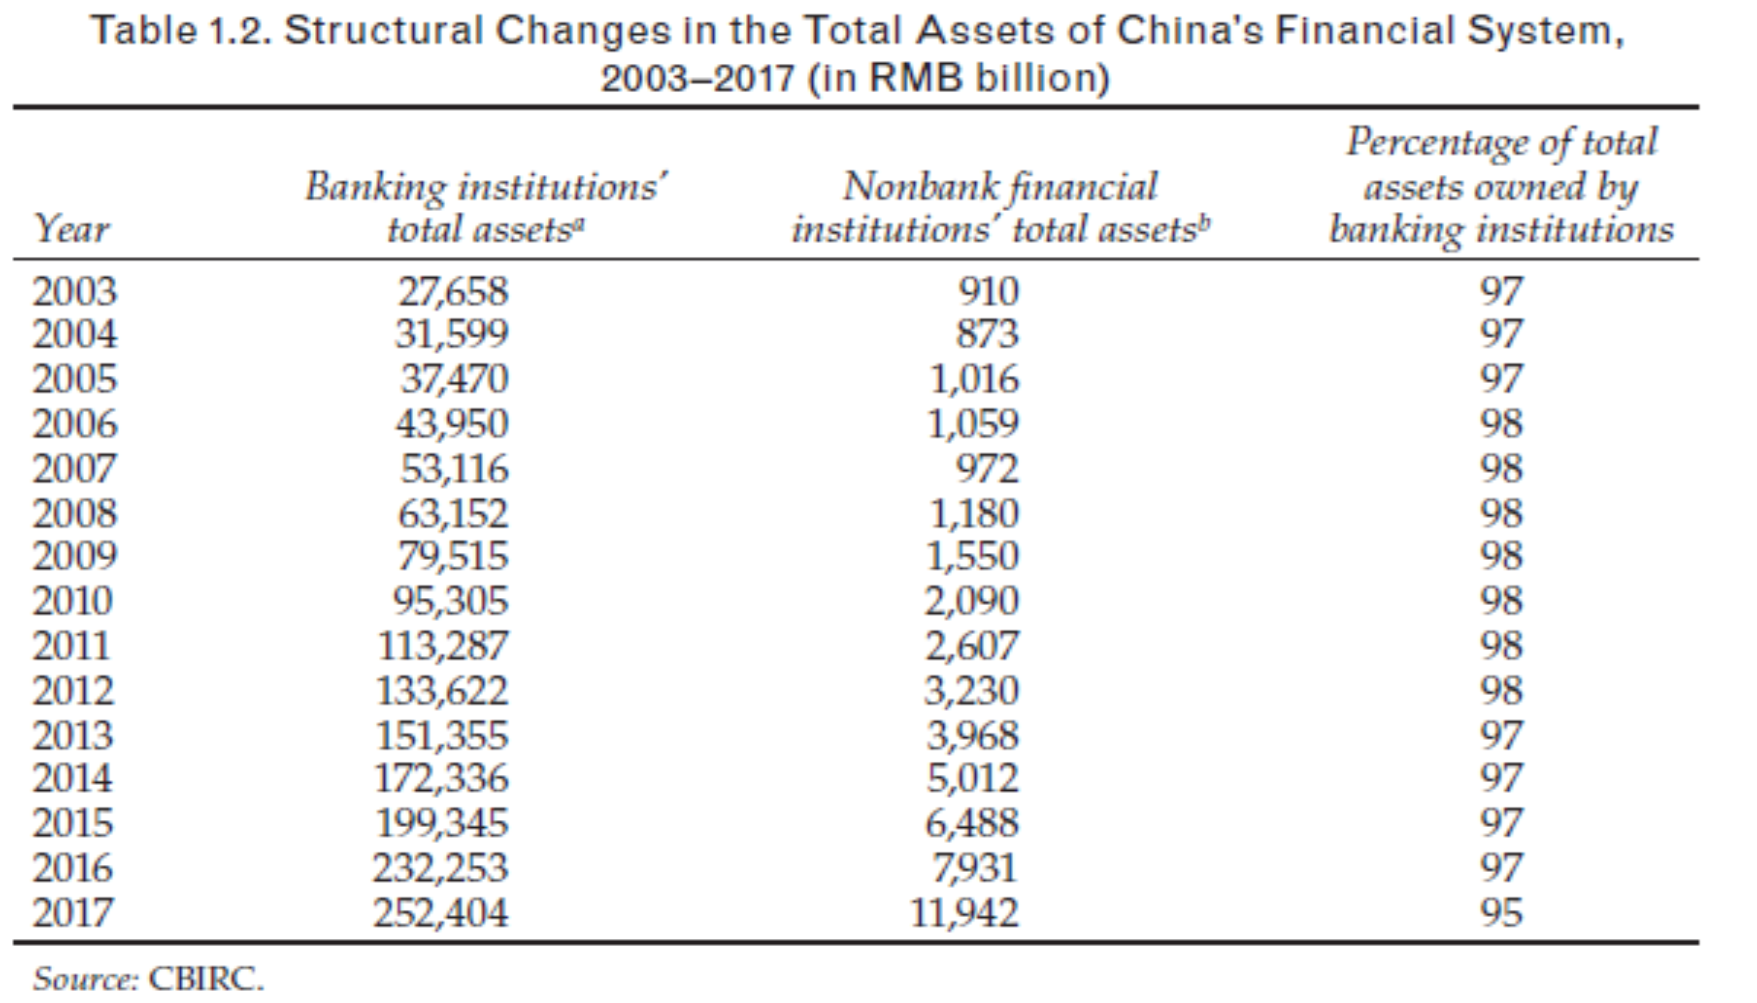 Table 1.2. Structural Changes in the Total Assets of China's Financial System,
2003–2017 (in RMB billion)
Year Banking institutions’ total assetsᵃ Nonbank financial institutions’ total assetsᵇ Percentage of total assets owned by banking institutions
2003 27,658 910 97
2004 31,599 873 97
2005 37,470 1,016 97
2006 43,950 1,059 98
2007 53,116 972 98
2008 63,152 1,180 98
2009 79,515 1,550 98
2010 95,305 2,090 98
2011 113,287 2,607 98
2012 133,622 3,230 98
2013 151,355 3,968 97
2014 172,336 5,012 97
2015 199,345 6,488 97
2016 232,253 7,931 97
2017 252,404 11,942 95
Source: CBIRC.